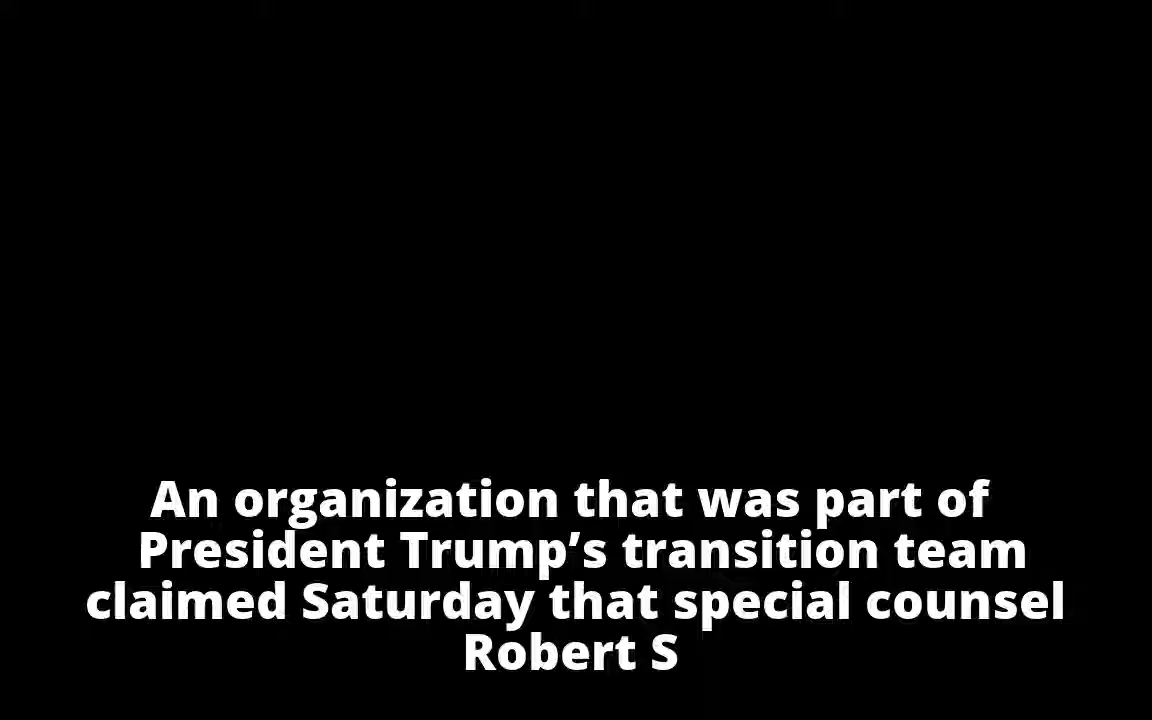 An organization that was part of
President Trump’s transition team
claimed Saturday that special counsel
Robert S